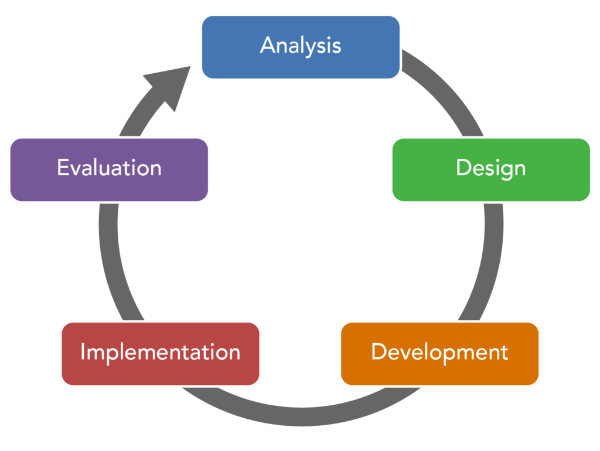 Analysis
Design
Development
Implementation
Evaluation